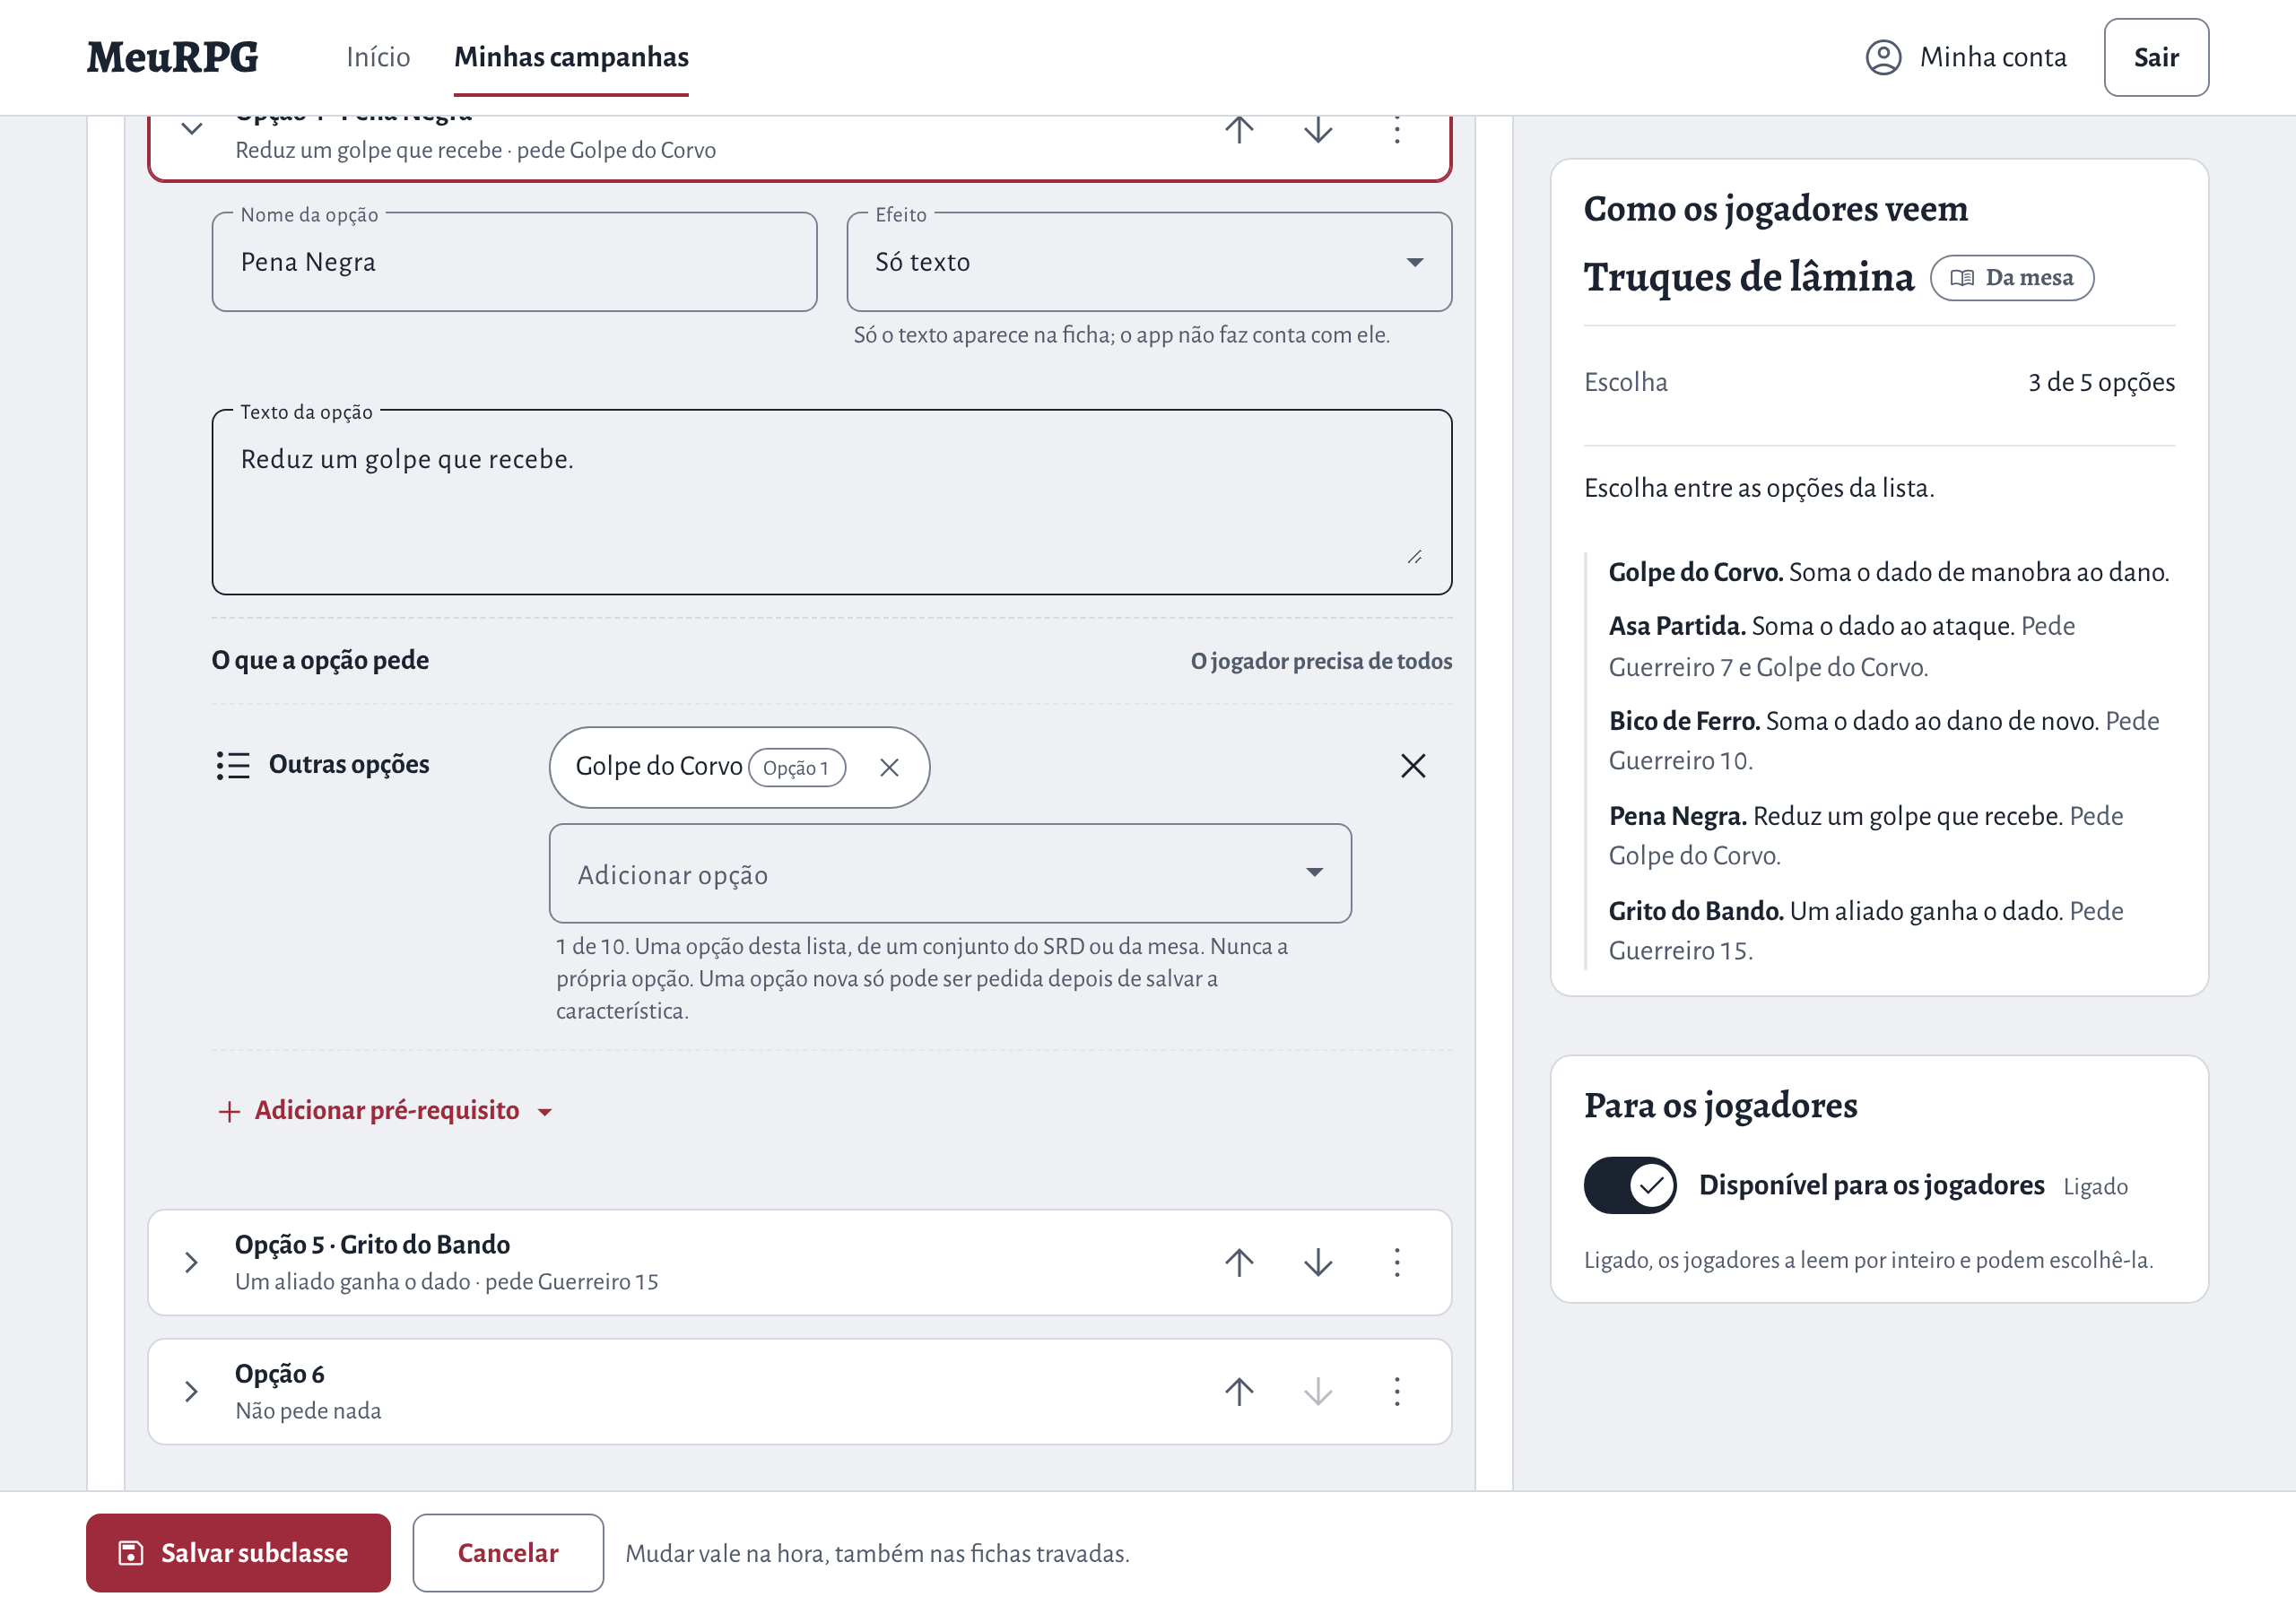 MeuRPG
Início
Minhas campanhas
Minha conta
Sair
Opção 4 · Pena Negra
Reduz um golpe que recebe · pede Golpe do Corvo
Nome da opção
Pena Negra
Efeito
Só texto
Só o texto aparece na ficha; o app não faz conta com ele.
Texto da opção
Reduz um golpe que recebe.
O que a opção pede
O jogador precisa de todos
Outras opções
Golpe do Corvo
Opção 1
Adicionar opção
1 de 10. Uma opção desta lista, de um conjunto do SRD ou da mesa. Nunca a
própria opção. Uma opção nova só pode ser pedida depois de salvar a
característica.
Adicionar pré-requisito
Opção 5 · Grito do Bando
Um aliado ganha o dado · pede Guerreiro 15
Opção 6
Não pede nada
Como os jogadores veem
Truques de lâmina
Da mesa
Escolha
3 de 5 opções
Escolha entre as opções da lista.
Golpe do Corvo. Soma o dado de manobra ao dano.
Asa Partida. Soma o dado ao ataque. Pede
Guerreiro 7 e Golpe do Corvo.
Bico de Ferro. Soma o dado ao dano de novo. Pede
Guerreiro 10.
Pena Negra. Reduz um golpe que recebe. Pede
Golpe do Corvo.
Grito do Bando. Um aliado ganha o dado. Pede
Guerreiro 15.
Para os jogadores
Disponível para os jogadores
Ligado
Ligado, os jogadores a leem por inteiro e podem escolhê-la.
Salvar subclasse
Cancelar
Mudar vale na hora, também nas fichas travadas.